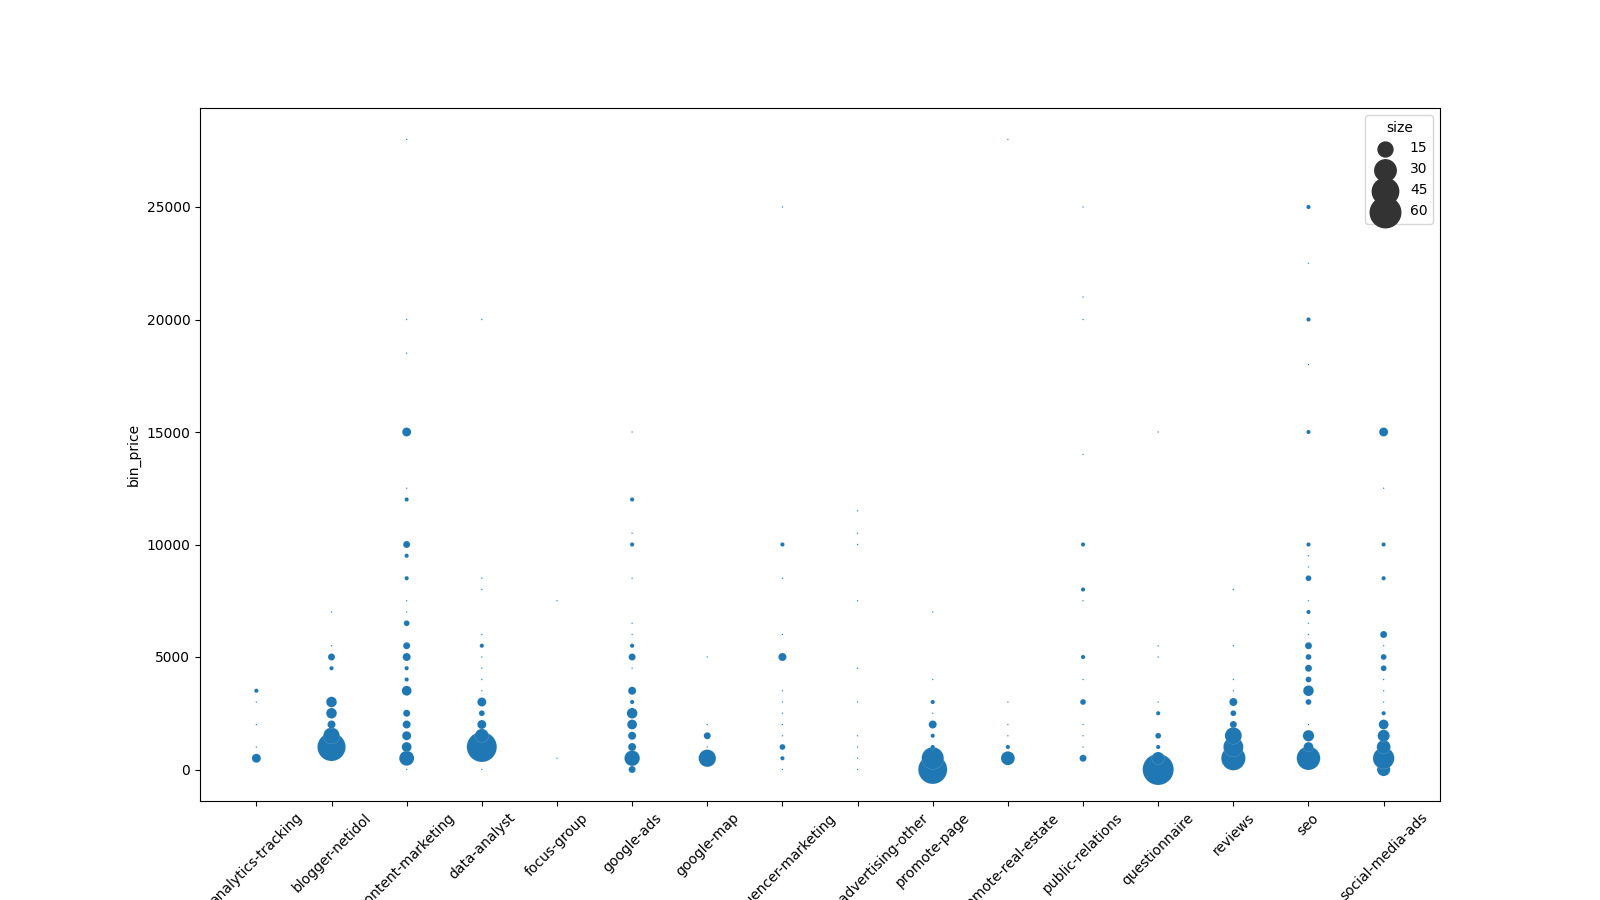 size
15
30
45
60
25000
20000
15000
10000
5000
0
bin_price
analytics-tracking
blogger-netidol
ontent-marketing
data-analyst
focus-group
google-ads
google-map
encer-marketing
advertising-other
promote-page
mote-real-estate
public-relations
questionnaire
reviews
seo
social-media-ads